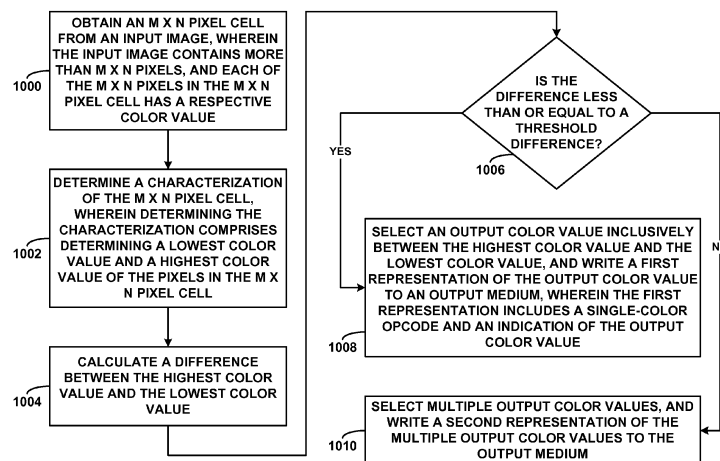 OBTAIN AN M X N PIXEL CELL
FROM AN INPUT IMAGE, WHEREIN
THE INPUT IMAGE CONTAINS MORE
THAN M X N PIXELS, AND EACH OF
THE M X N PIXELS IN THE M X N
PIXEL CELL HAS A RESPECTIVE
COLOR VALUE
1000
DETERMINE A CHARACTERIZATION
OF THE M X N PIXEL CELL,
WHEREIN DETERMINING THE
CHARACTERIZATION COMPRISES
DETERMINING A LOWEST COLOR
VALUE AND A HIGHEST COLOR
VALUE OF THE PIXELS IN THE M X
N PIXEL CELL
1002
CALCULATE A DIFFERENCE
BETWEEN THE HIGHEST COLOR
VALUE AND THE LOWEST COLOR
VALUE
1004
IS THE
DIFFERENCE LESS
THAN OR EQUAL TO A
THRESHOLD
DIFFERENCE?
1006
YES
SELECT AN OUTPUT COLOR VALUE INCLUSIVELY
BETWEEN THE HIGHEST COLOR VALUE AND THE
LOWEST COLOR VALUE, AND WRITE A FIRST
REPRESENTATION OF THE OUTPUT COLOR VALUE
TO AN OUTPUT MEDIUM, WHEREIN THE FIRST
REPRESENTATION INCLUDES A SINGLE-COLOR
OPCODE AND AN INDICATION OF THE OUTPUT
COLOR VALUE
1008
SELECT MULTIPLE OUTPUT COLOR VALUES, AND
WRITE A SECOND REPRESENTATION OF THE
MULTIPLE OUTPUT COLOR VALUES TO THE
OUTPUT MEDIUM
1010